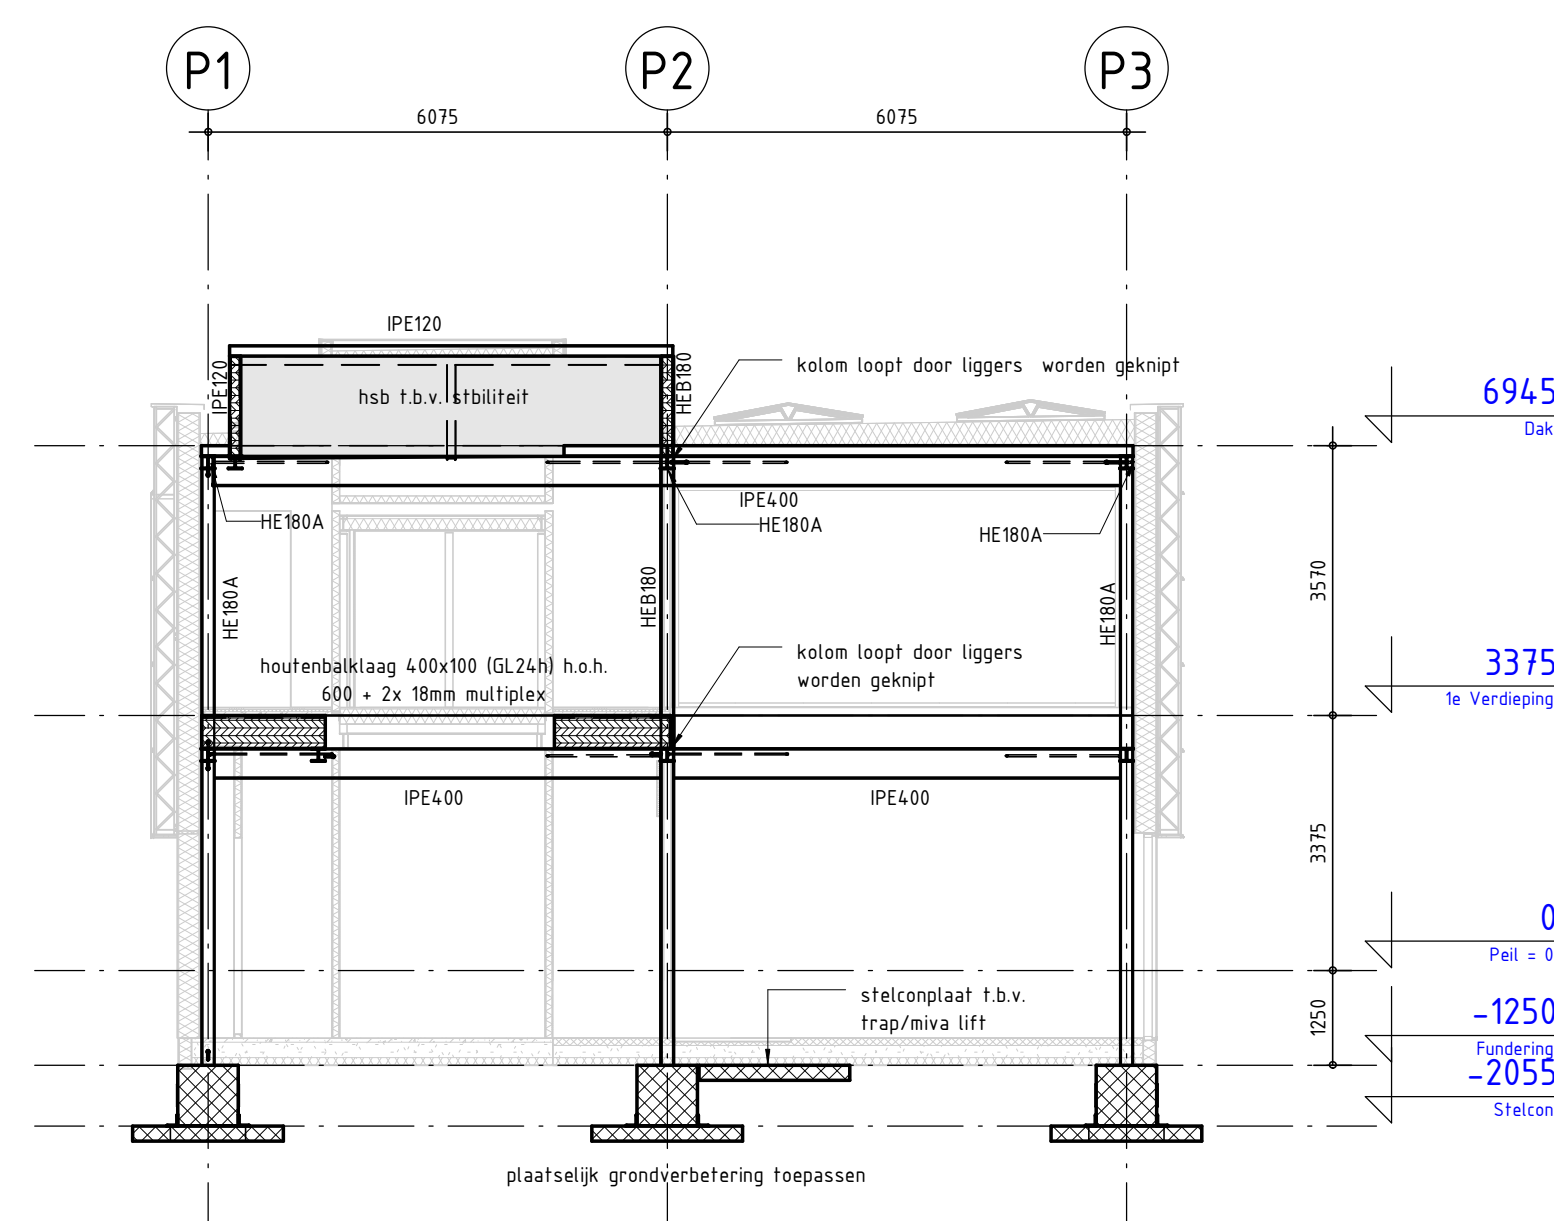 P1
P2
P3
6075
6075
IPE120
IPE120
HEB180
hsb t.b.v. stbiliteit
kolom loopt door liggers worden geknipt
6945
Dak
IPE400
HE180A
HE180A
HE180A
HE180A
HEB180
HE180A
3570
houtenbalklaag 400x100 (GL24h) h.o.h.
600 + 2x 18mm multiplex
kolom loopt door liggers
worden geknipt
3375
1e Verdieping
IPE400
IPE400
3375
0
Peil = 0
stelconplaat t.b.v.
trap/miva lift
1250
-1250
Fundering
-2055
Stelcon
plaatselijk grondverbetering toepassen